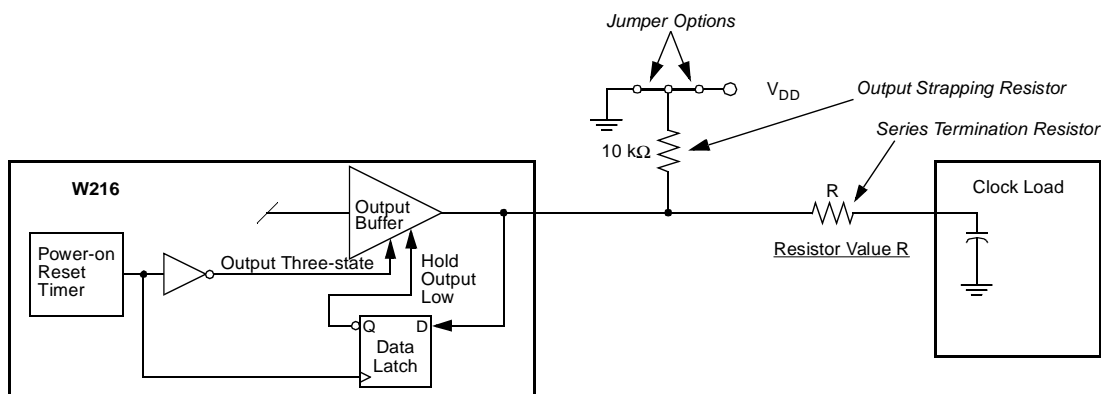 Jumper Options
V_DD
Output Strapping Resistor
Series Termination Resistor
10 kΩ
W216
Output
Buffer
R
Clock Load
Power-on
Reset
Timer
Output Three-state
Hold
Output
Low
Resistor Value R
Q
D
Data
Latch